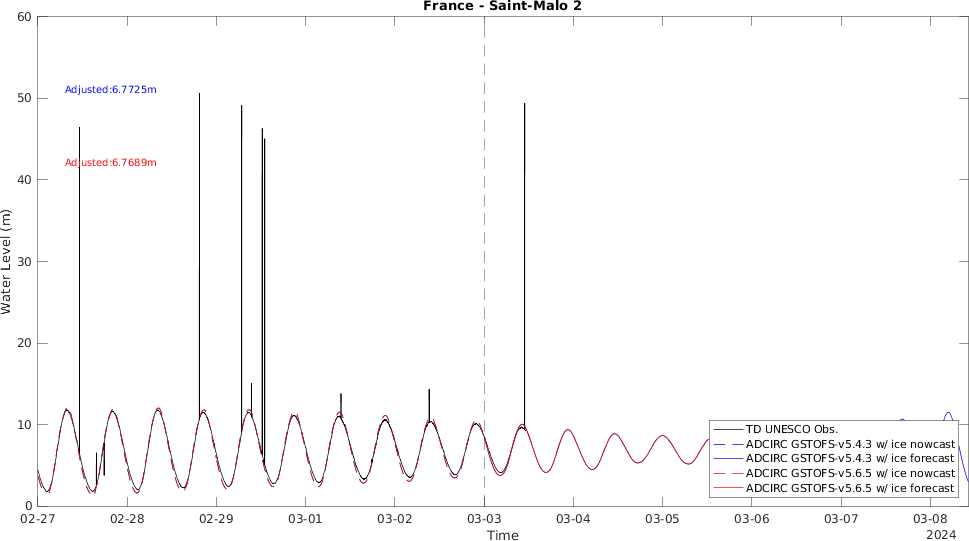 France - Saint-Malo 2
60
50
40
30
20
10
0
Water Level (m)
Adjusted:6.7725m
Adjusted:6.7689m
TD UNESCO Obs.
ADCIRC GSTOFS-v5.4.3 w/ ice nowcast
ADCIRC GSTOFS-v5.4.3 w/ ice forecast
ADCIRC GSTOFS-v5.6.5 w/ ice nowcast
ADCIRC GSTOFS-v5.6.5 w/ ice forecast
02-27 02-28 02-29 03-01 03-02 03-03 03-04 03-05 03-06 03-07 03-08
2024
Time